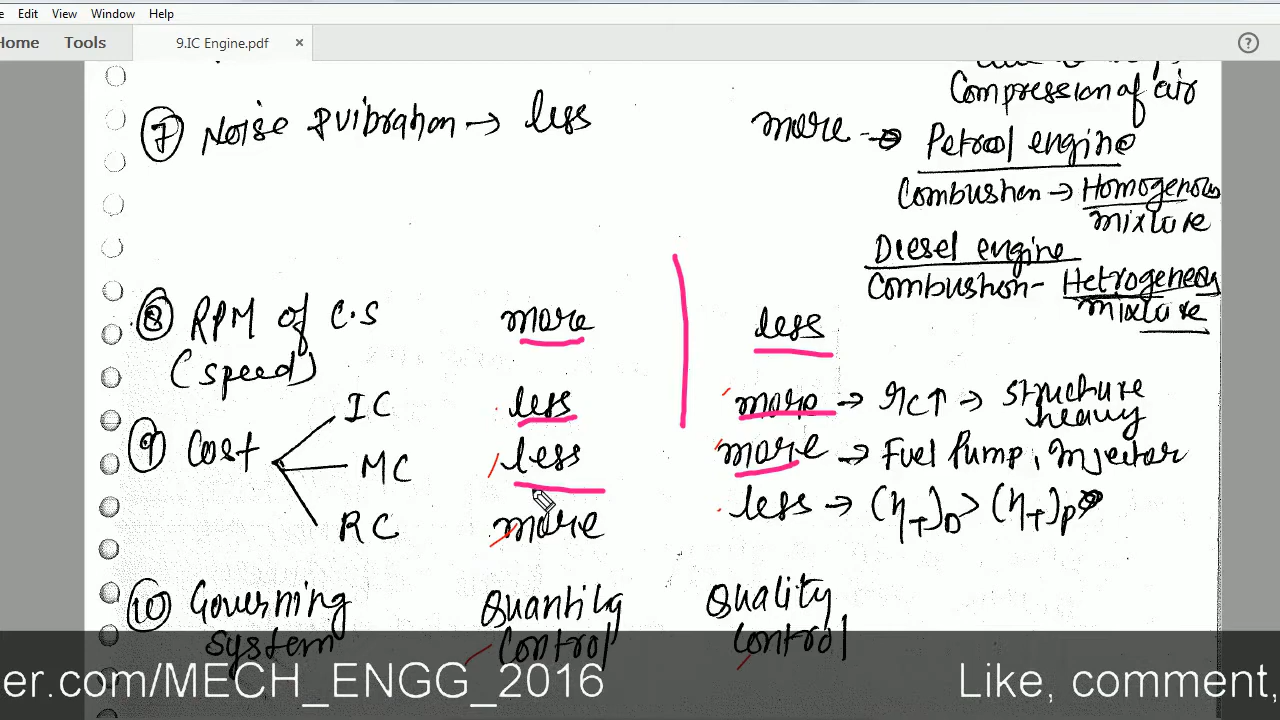 Edit View Window Help
Home Tools 9.IC Engine.pdf × ?
Compression of air
7 Noise & vibration → less more →
Petrol engine
Combustion → Homogenous
mixture
Diesel engine
Combustion - Hetrogeneous
mixture
8 RPM of C.S more less
(speed)
9 Cost
IC less more → rc↑ → structure
heavy
MC less more → Fuel Pump, Injector
RC more less → (ηT)D > (ηT)P
10 Governing Quantity Quality
system control control
er.com/MECH_ENGG_2016 Like, comment,